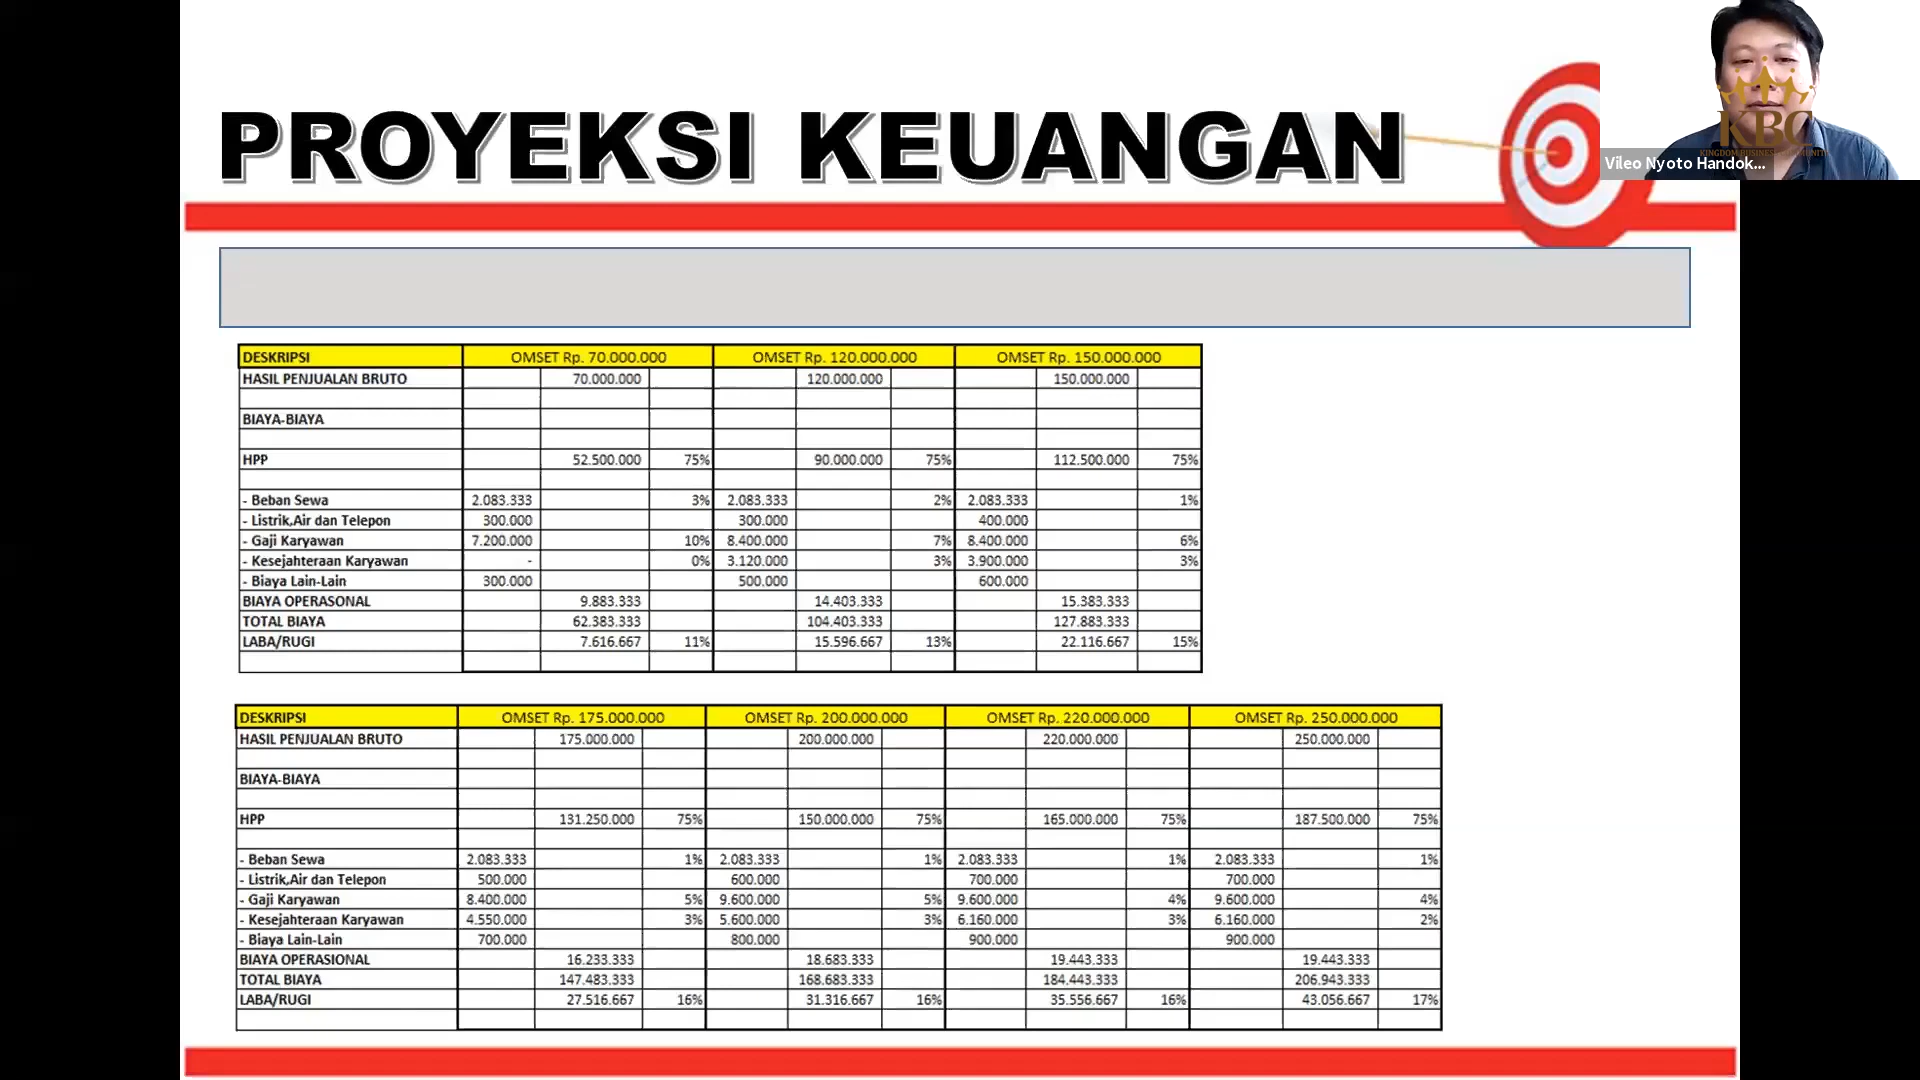 PROYEKSI KEUANGAN
KBC
Vileo Nyoto Handok...
DESKRIPSI OMSET Rp. 70.000.000 OMSET Rp. 120.000.000 OMSET Rp. 150.000.000
HASIL PENJUALAN BRUTO 70.000.000 120.000.000 150.000.000
BIAYA-BIAYA
HPP 52.500.000 75% 90.000.000 75% 112.500.000 75%
- Beban Sewa 2.083.333 3% 2.083.333 2% 2.083.333 1%
- Listrik,Air dan Telepon 300.000 300.000 400.000
- Gaji Karyawan 7.200.000 10% 8.400.000 7% 8.400.000 6%
- Kesejahteraan Karyawan - 0% 3.120.000 3% 3.900.000 3%
- Biaya Lain-Lain 300.000 500.000 600.000
BIAYA OPERASONAL 9.883.333 14.403.333 15.383.333
TOTAL BIAYA 62.383.333 104.403.333 127.883.333
LABA/RUGI 7.616.667 11% 15.596.667 13% 22.116.667 15%
DESKRIPSI OMSET Rp. 175.000.000 OMSET Rp. 200.000.000 OMSET Rp. 220.000.000 OMSET Rp. 250.000.000
HASIL PENJUALAN BRUTO 175.000.000 200.000.000 220.000.000 250.000.000
BIAYA-BIAYA
HPP 131.250.000 75% 150.000.000 75% 165.000.000 75% 187.500.000 75%
- Beban Sewa 2.083.333 1% 2.083.333 1% 2.083.333 1% 2.083.333 1%
- Listrik,Air dan Telepon 500.000 600.000 700.000 700.000
- Gaji Karyawan 8.400.000 5% 9.600.000 5% 9.600.000 4% 9.600.000 4%
- Kesejahteraan Karyawan 4.550.000 3% 5.600.000 3% 6.160.000 3% 6.160.000 2%
- Biaya Lain-Lain 700.000 800.000 900.000 900.000
BIAYA OPERASIONAL 16.233.333 18.683.333 19.443.333 19.443.333
TOTAL BIAYA 147.483.333 168.683.333 184.443.333 206.943.333
LABA/RUGI 27.516.667 16% 31.316.667 16% 35.556.667 16% 43.056.667 17%